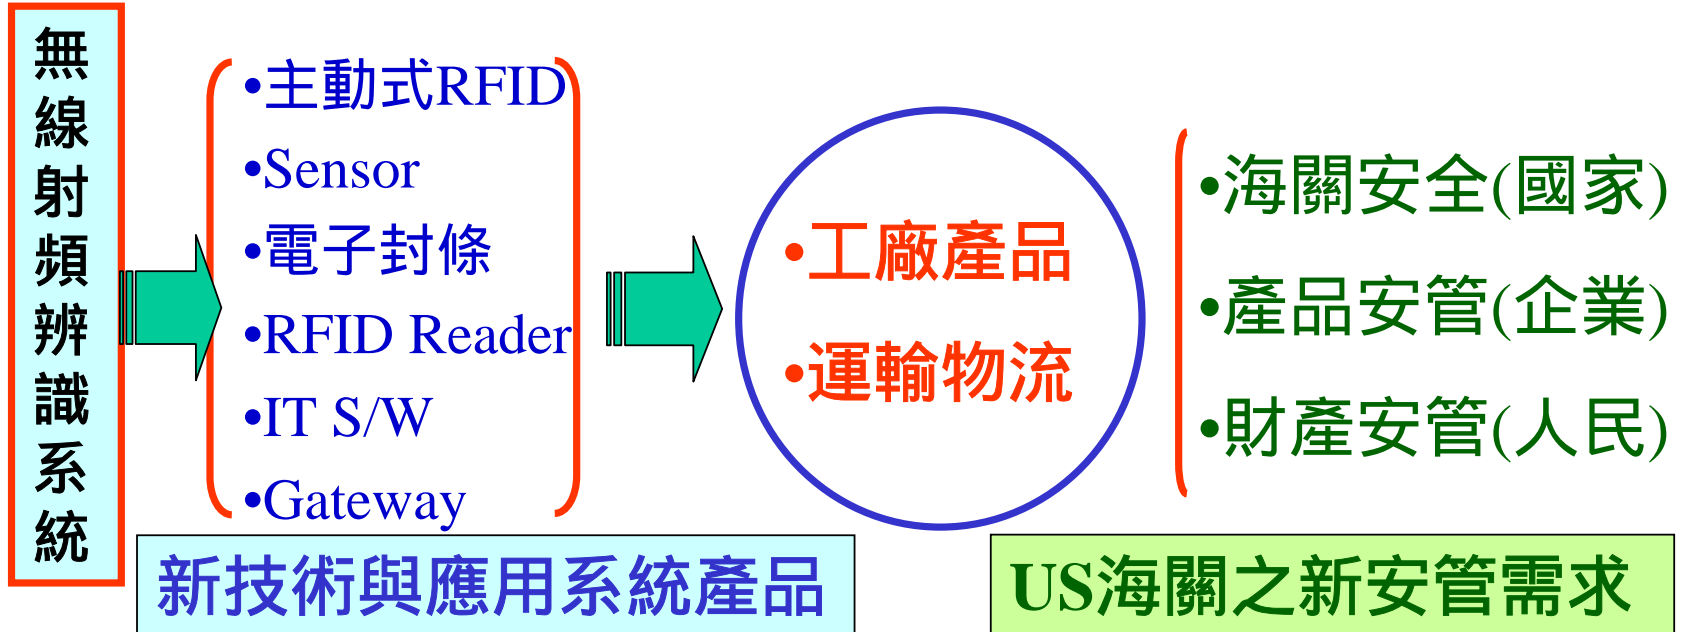 無線射頻辨識系統
•主動式RFID
•Sensor
•電子封條
•RFID Reader
•IT S/W
•Gateway
•工廠產品
•運輸物流
•海關安全(國家)
•產品安管(企業)
•財產安管(人民)
新技術與應用系統產品
US海關之新安管需求